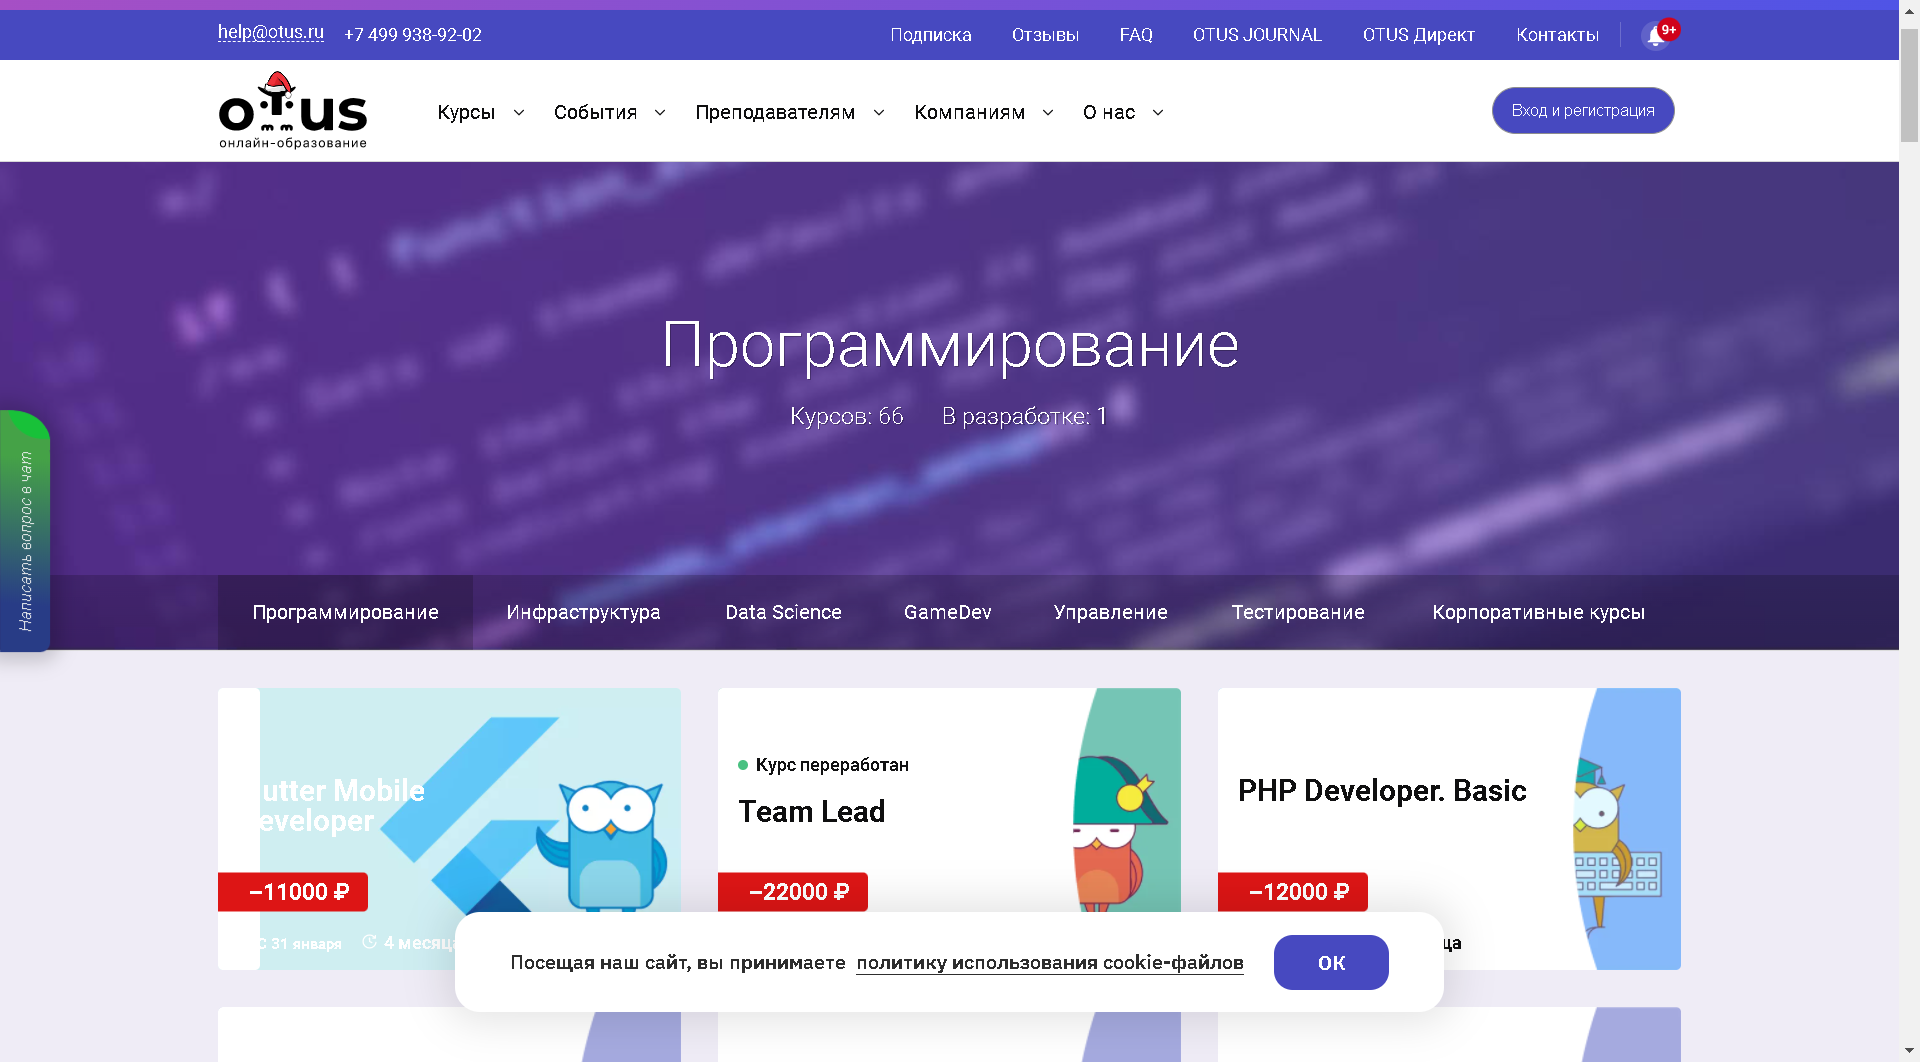 help@otus.ru +7 499 938-92-02 Подписка Отзывы FAQ OTUS JOURNAL OTUS Директ Контакты 9+
отus
онлайн-образование
Курсы События Преподавателям Компаниям О нас Вход и регистрация
Программирование
Курсов: 66 В разработке: 1
Написать вопрос в чат
Программирование Инфраструктура Data Science GameDev Управление Тестирование Корпоративные курсы
utter Mobile
eveloper
–11000 ₽
С 31 января 4 месяца
Курс переработан
Team Lead
–22000 ₽
PHP Developer. Basic
–12000 ₽
ца
Посещая наш сайт, вы принимаете политику использования cookie-файлов ОК